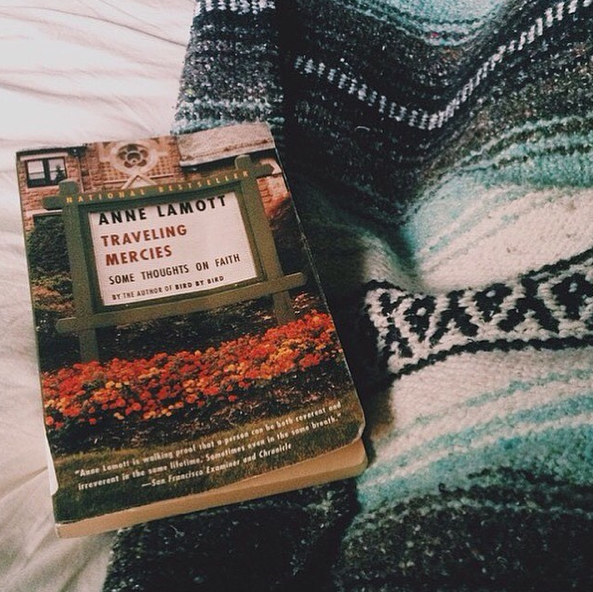 NATIONAL BESTSELLER
ANNE LAMOTT
TRAVELING
MERCIES
SOME THOUGHTS ON FAITH
BY THE AUTHOR OF BIRD BY BIRD
"Anne Lamott is walking proof that a person can be both reverent and
irreverent in the same lifetime. Sometimes even in the same breath."
—San Francisco Examiner and Chronicle